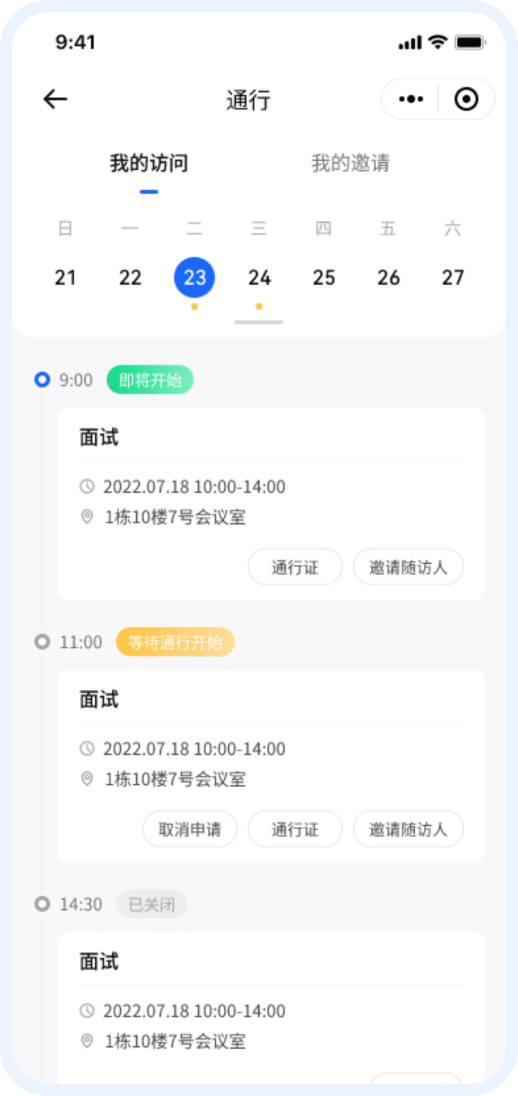 9:41
通行
我的访问 我的邀请
日 一 二 三 四 五 六
21 22 23 24 25 26 27
9:00 即将开始
面试
2022.07.18 10:00-14:00
1栋10楼7号会议室
通行证 邀请随访人
11:00 等待通行开始
面试
2022.07.18 10:00-14:00
1栋10楼7号会议室
取消申请 通行证 邀请随访人
14:30 已关闭
面试
2022.07.18 10:00-14:00
1栋10楼7号会议室